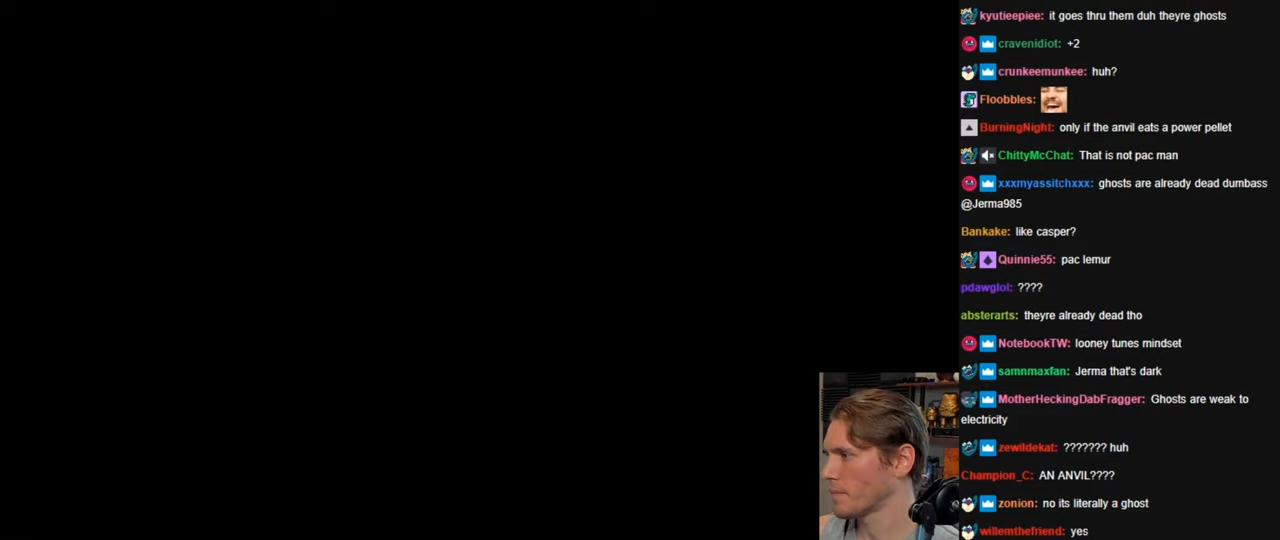 kyutieepiee: it goes thru them duh theyre ghosts
cravenidiot: +2
crunkeemunkee: huh?
Floobbles:
BurningNight: only if the anvil eats a power pellet
ChittyMcChat: That is not pac man
xxxmyassitchxxx: ghosts are already dead dumbass
@Jerma985
Bankake: like casper?
Quinnie55: pac lemur
pdawglol: ????
absterarts: theyre already dead tho
NotebookTW: looney tunes mindset
samnmaxfan: Jerma that's dark
MotherHeckingDabFragger: Ghosts are weak to
electricity
zewildekat: ??????? huh
Champion_C: AN ANVIL????
zonion: no its literally a ghost
willemthefriend: yes